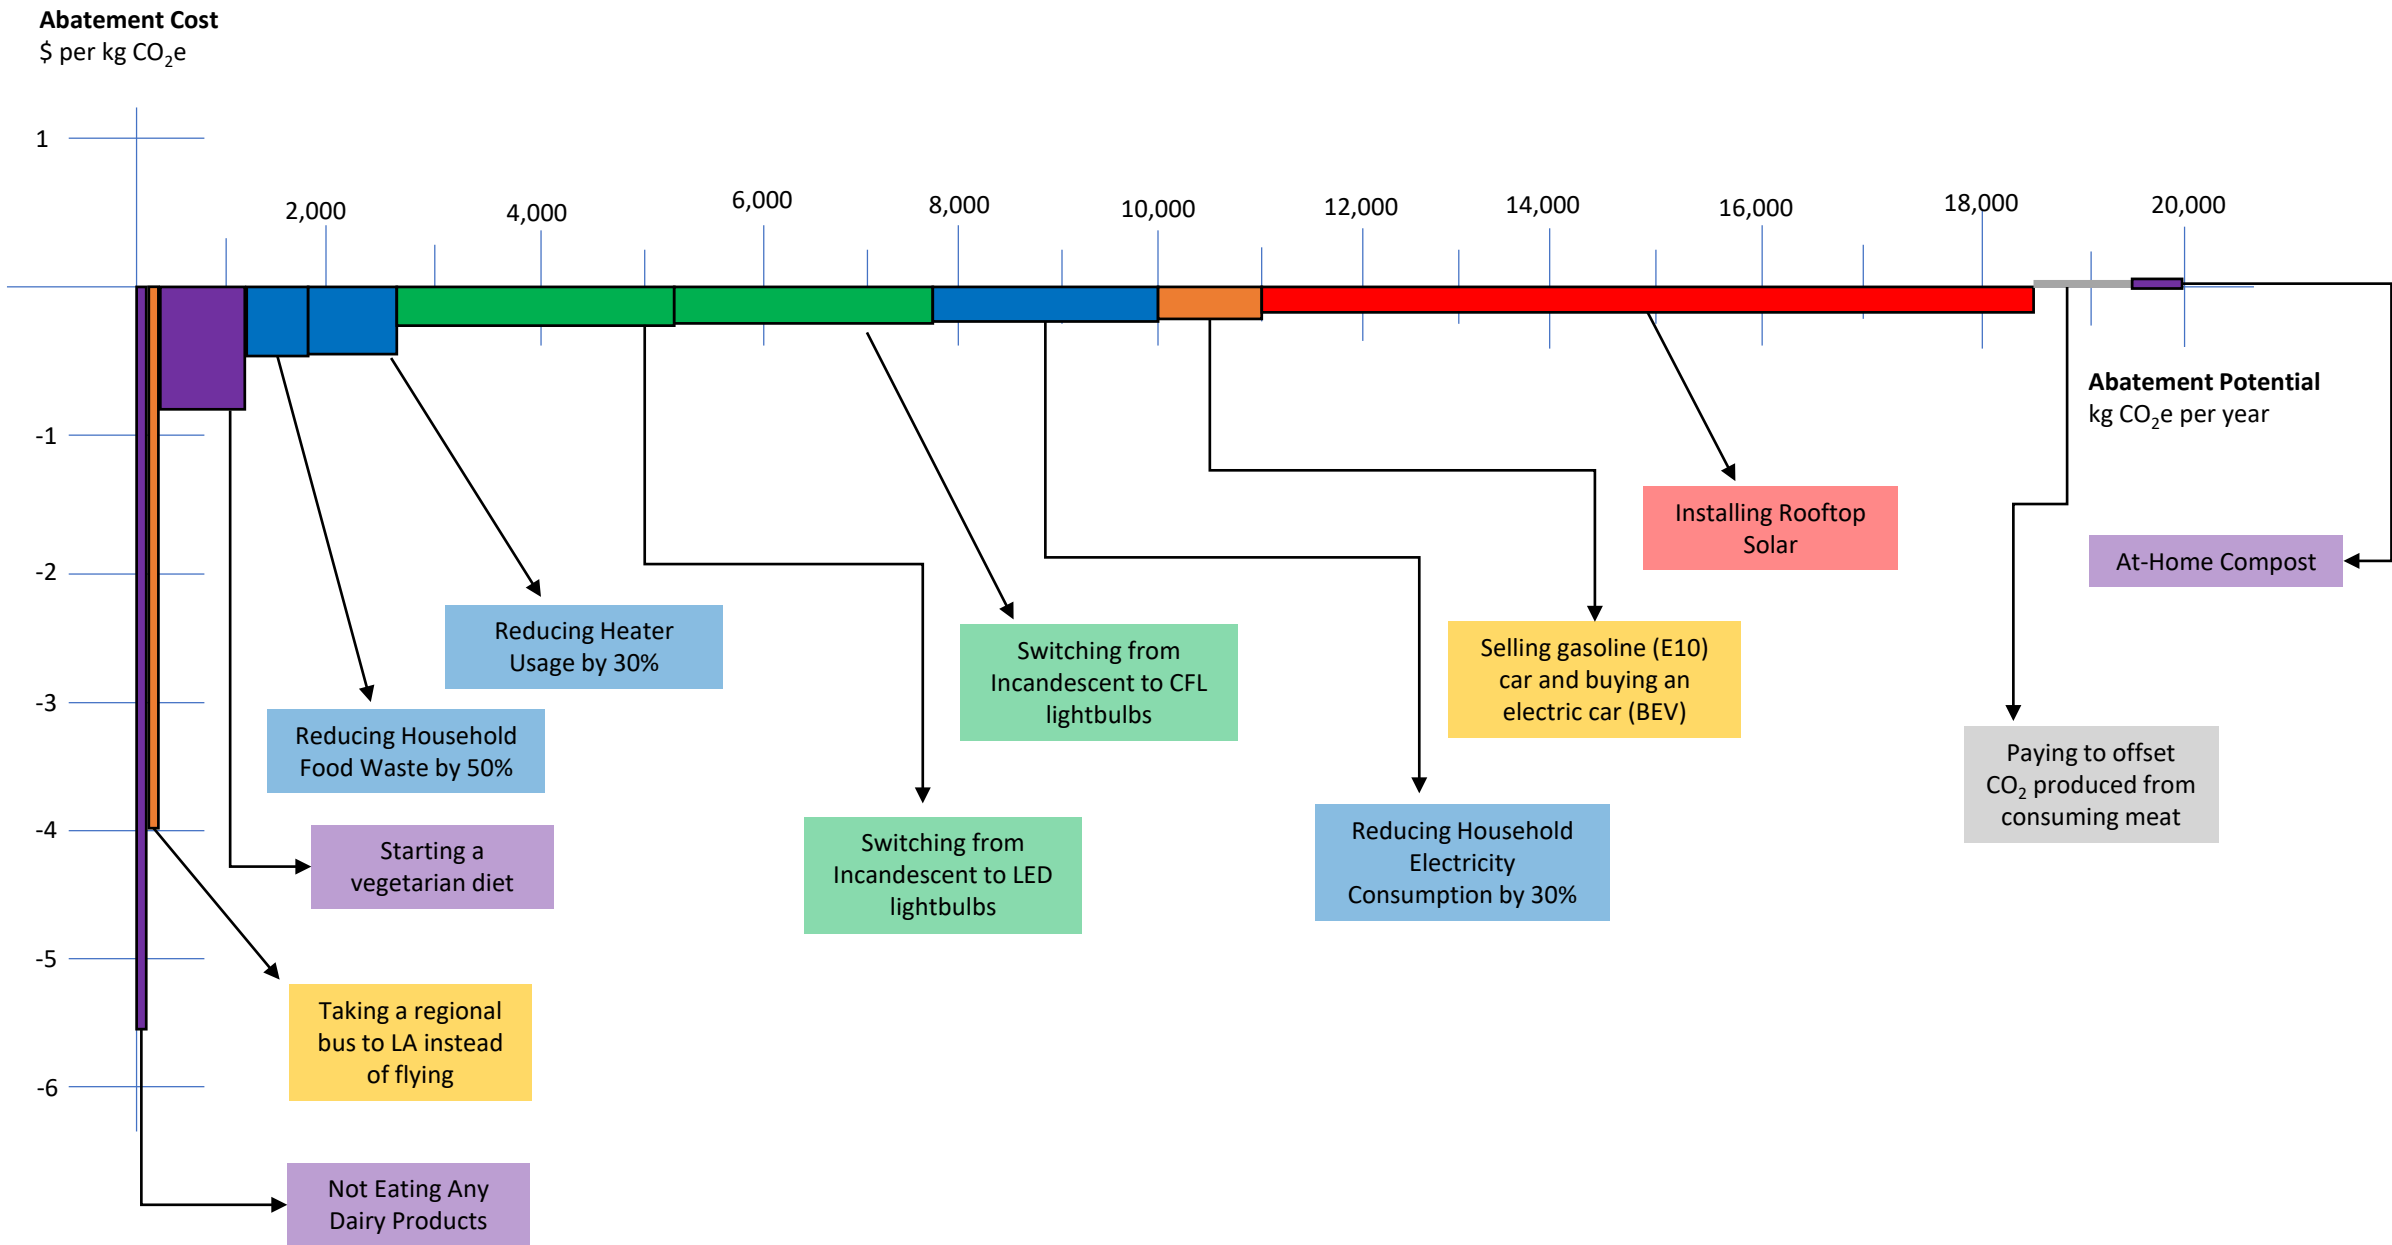 Abatement Cost
$ per kg CO₂e
1
2,000
4,000
6,000
8,000
10,000
12,000
14,000
16,000
18,000
20,000
-1
-2
-3
-4
-5
-6
Abatement Potential
kg CO₂e per year
Installing Rooftop
Solar
At-Home Compost
Reducing Heater
Usage by 30%
Switching from
Incandescent to CFL
lightbulbs
Selling gasoline (E10)
car and buying an
electric car (BEV)
Reducing Household
Food Waste by 50%
Paying to offset
CO₂ produced from
consuming meat
Starting a
vegetarian diet
Switching from
Incandescent to LED
lightbulbs
Reducing Household
Electricity
Consumption by 30%
Taking a regional
bus to LA instead
of flying
Not Eating Any
Dairy Products